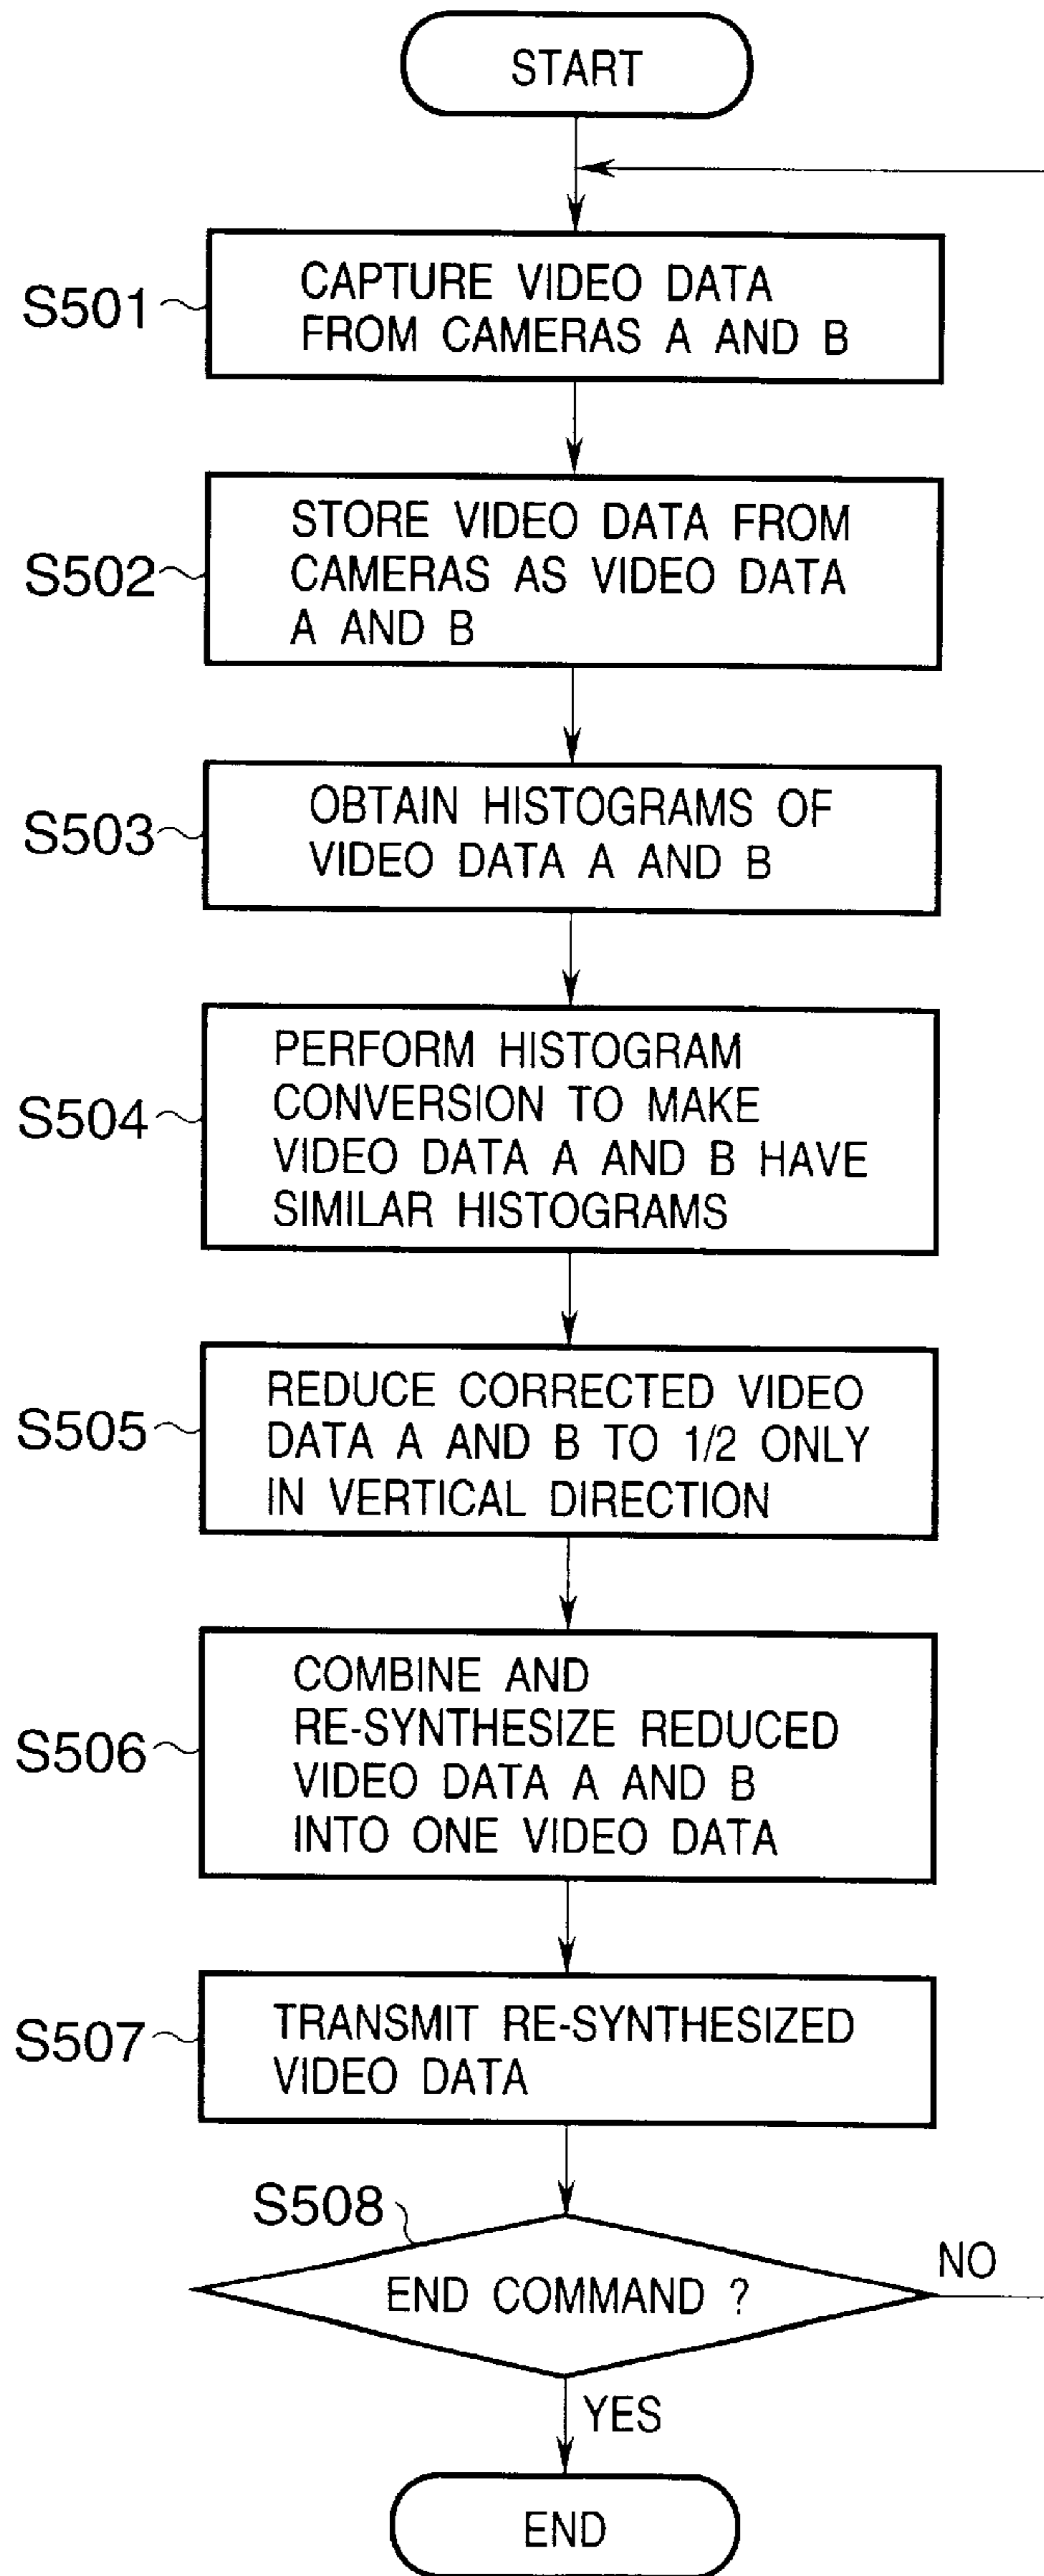 START
S501
CAPTURE VIDEO DATA
FROM CAMERAS A AND B
S502
STORE VIDEO DATA FROM
CAMERAS AS VIDEO DATA
A AND B
S503
OBTAIN HISTOGRAMS OF
VIDEO DATA A AND B
S504
PERFORM HISTOGRAM
CONVERSION TO MAKE
VIDEO DATA A AND B HAVE
SIMILAR HISTOGRAMS
S505
REDUCE CORRECTED VIDEO
DATA A AND B TO 1/2 ONLY
IN VERTICAL DIRECTION
S506
COMBINE AND
RE-SYNTHESIZE REDUCED
VIDEO DATA A AND B
INTO ONE VIDEO DATA
S507
TRANSMIT RE-SYNTHESIZED
VIDEO DATA
S508
END COMMAND ?
NO
YES
END